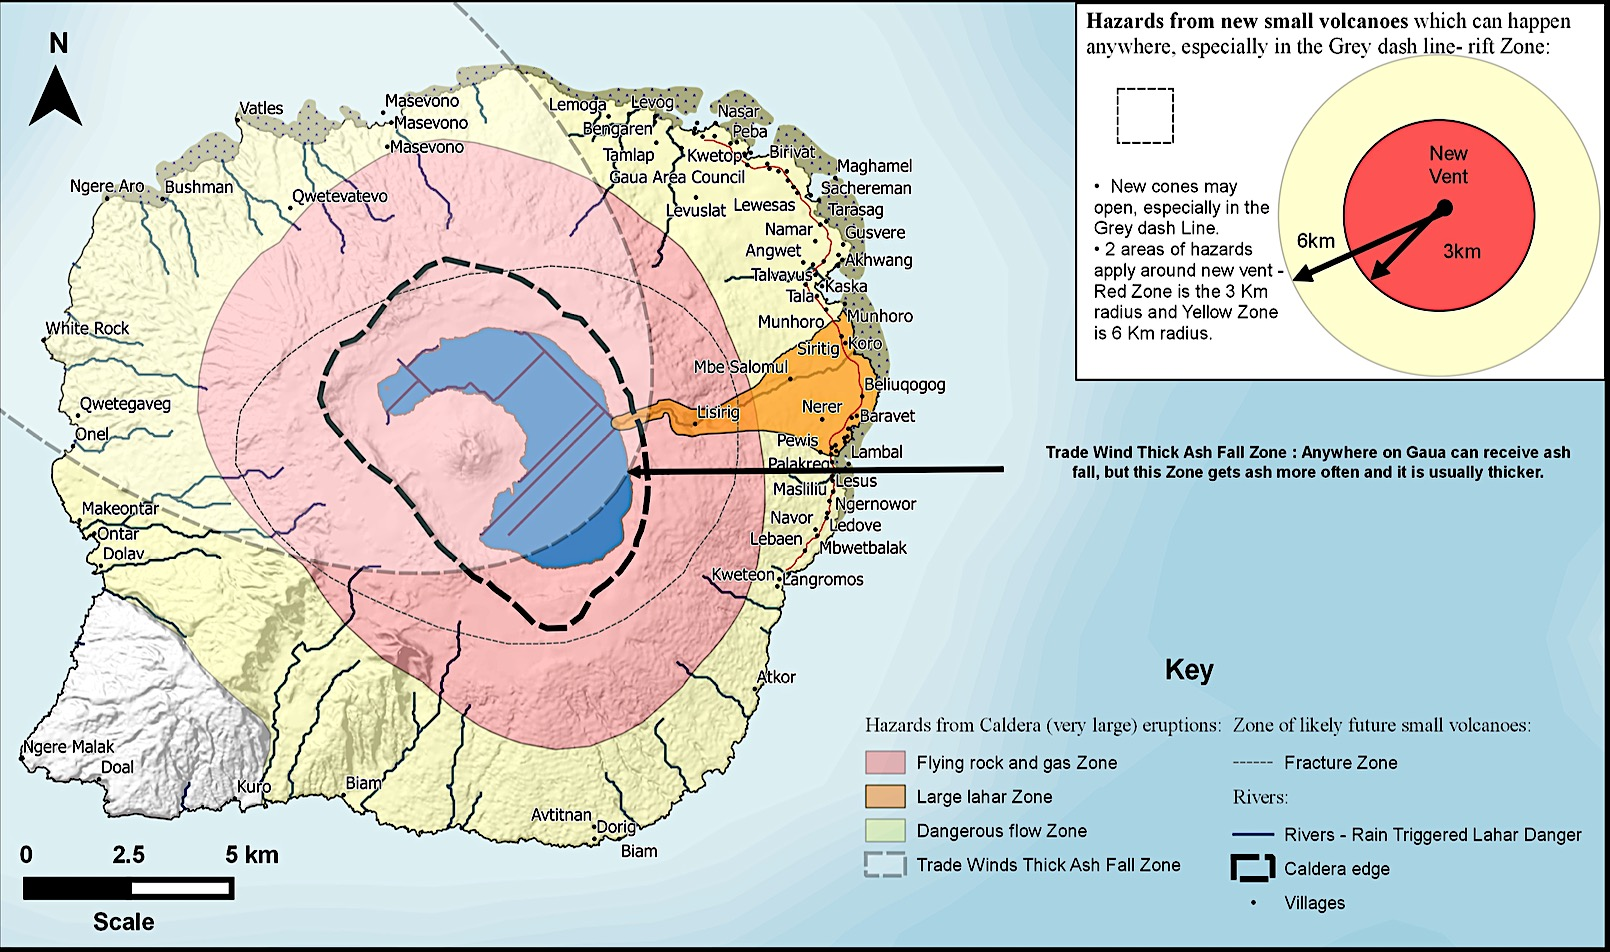 N
Vatles
Masevono
Masevono
Masevono
Lemoga
Levog
Nasar
Bengaren
Peba
Tamlap
Kwetop
Birivat
Maghamel
Gaua Area Council
Ngere Aro
Bushman
Qwetevatevo
Sachereman
Levuslat
Lewesas
Tarasag
Namar
Gusvere
Angwet
Akhwang
Talvavus
Kaska
Tala
Munhoro
Munhoro
White Rock
Siritig
Koro
Mbe Salomul
Beliuqogog
Qwetegaveg
Lisirig
Nerer
Baravet
Onel
Pewis
Lambal
Palakreg
Lesus
Masliliu
Makeontar
Ngernowor
Navor
Ledove
Ontar
Lebaen
Mbwetbalak
Dolav
Kweteon
Langromos
Atkor
Ngere Malak
Doal
Kuro
Biam
Avtitnan
Dorig
Biam
0 2.5 5 km
Scale
Hazards from new small volcanoes which can happen
anywhere, especially in the Grey dash line- rift Zone:
• New cones may
open, especially in the
Grey dash Line.
• 2 areas of hazards
apply around new vent -
Red Zone is the 3 Km
radius and Yellow Zone
is 6 Km radius.
New
Vent
6km
3km
Trade Wind Thick Ash Fall Zone : Anywhere on Gaua can receive ash
fall, but this Zone gets ash more often and it is usually thicker.
Key
Hazards from Caldera (very large) eruptions:
Flying rock and gas Zone
Large lahar Zone
Dangerous flow Zone
Trade Winds Thick Ash Fall Zone
Zone of likely future small volcanoes:
Fracture Zone
Rivers:
Rivers - Rain Triggered Lahar Danger
Caldera edge
Villages